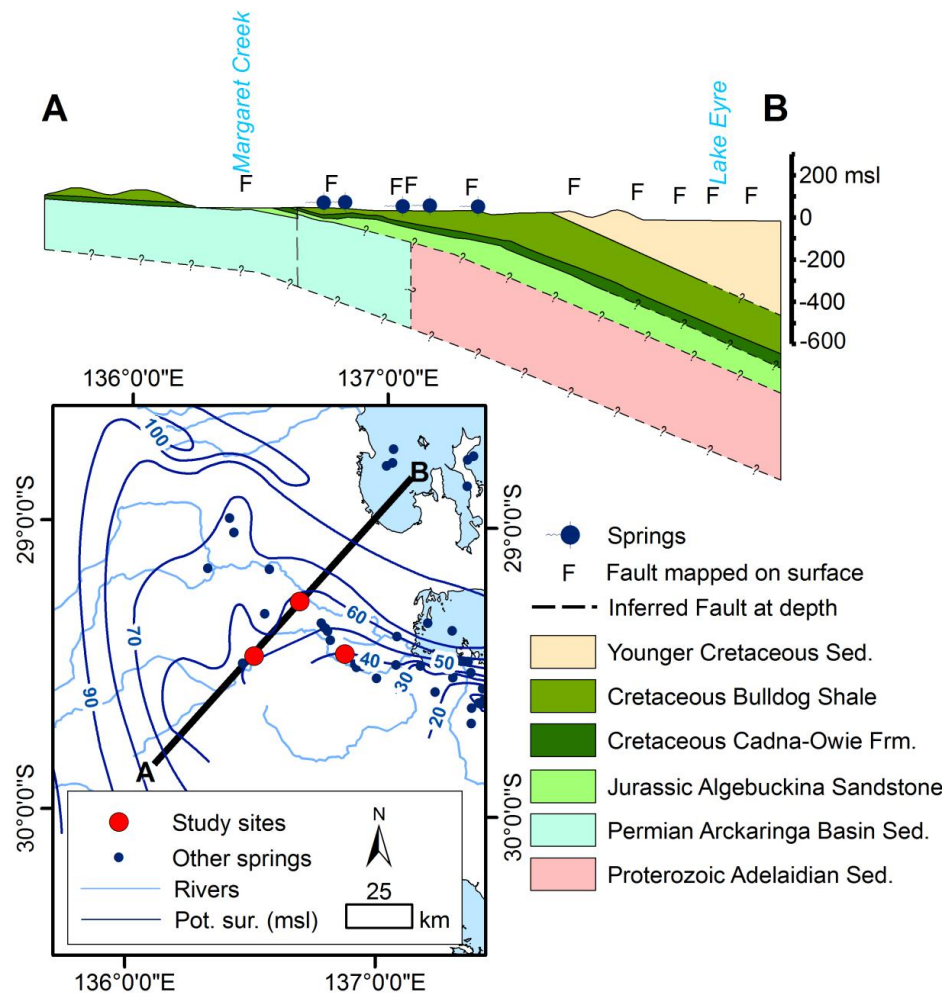 A
Margaret Creek
Lake Eyre
B
F
F
F F
F
F
F
F
F
F
200 msl
0
-200
-400
-600
? ? ? ? ? ? ? ? ? ? ? ? ? ? ?
136°0'0"E
137°0'0"E
29°0'0"S
29°0'0"S
30°0'0"S
30°0'0"S
100
90
70
60
50
40
30
20
B
A
Study sites
Other springs
Rivers
Pot. sur. (msl)
N
25
km
136°0'0"E
137°0'0"E
Springs
F Fault mapped on surface
Inferred Fault at depth
Younger Cretaceous Sed.
Cretaceous Bulldog Shale
Cretaceous Cadna-Owie Frm.
Jurassic Algebuckina Sandstone
Permian Arckaringa Basin Sed.
Proterozoic Adelaidian Sed.